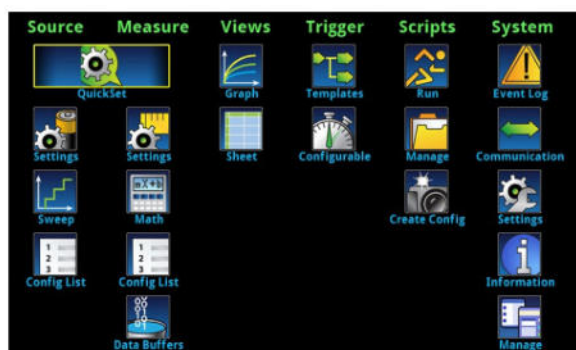 Source Measure Views Trigger Scripts System
QuickSet Graph Templates Run Event Log
Settings Settings Sheet Configurable Manage Communication
Sweep Math Create Config Settings
Config List Config List Information
Data Buffers Manage